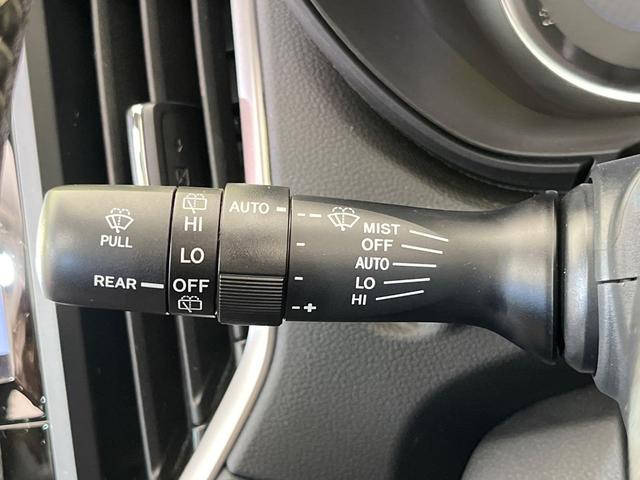 PULL
REAR
HI
LO
OFF
AUTO
- +
MIST
OFF
AUTO
LO
HI